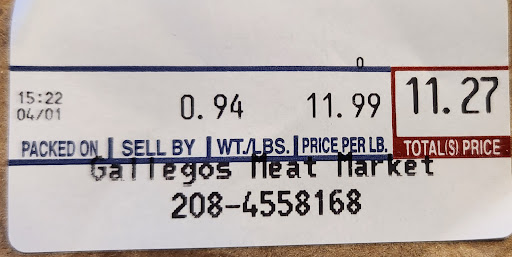 0
15:22
04/01
0.94 11.99 11.27
PACKED ON SELL BY WT./LBS. PRICE PER LB. TOTAL(S) PRICE
Gallegos Meat Market
208-4558168